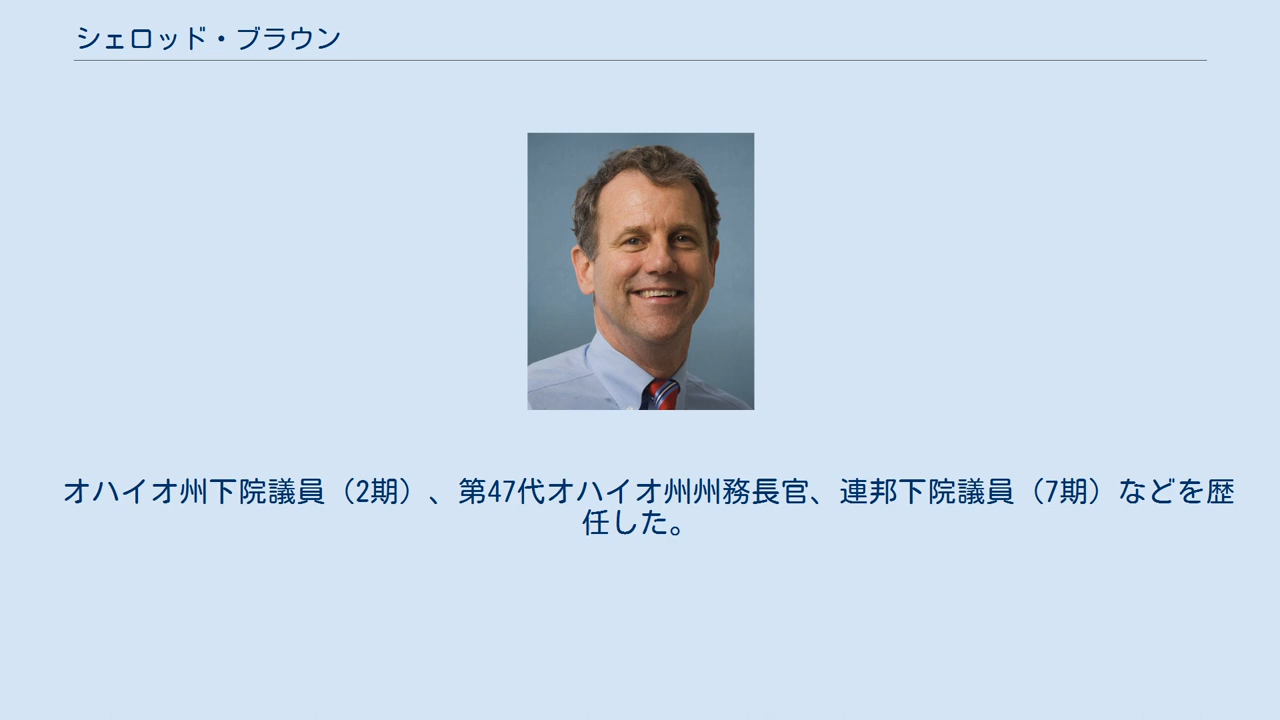 シェロッド・ブラウン
オハイオ州下院議員（2期）、第47代オハイオ州州務長官、連邦下院議員（7期）などを歴
任した。